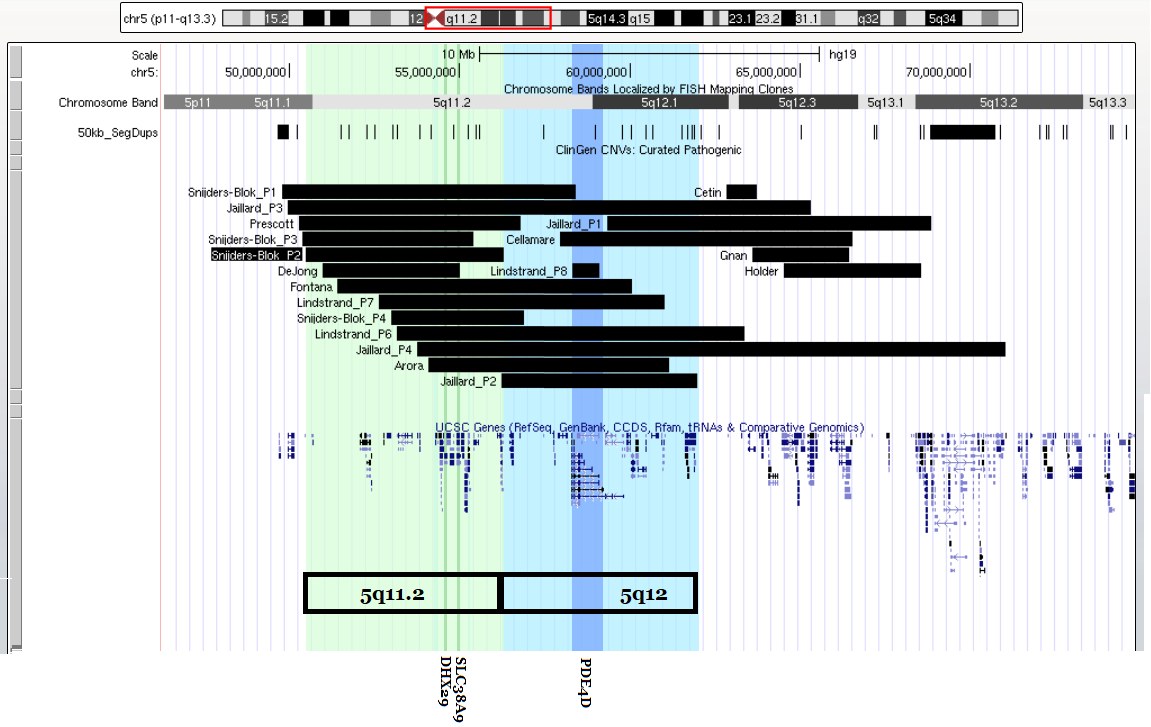 chr5 (p11-q13.3) 15.2 12 q11.2 5q14.3 q15 23.1 23.2 31.1 q32 5q34
Scale 10 Mb hg19
chr5: 50,000,000 55,000,000 60,000,000 65,000,000 70,000,000
Chromosome Bands Localized by FISH Mapping Clones
Chromosome Band 5p11 5q11.1 5q11.2 5q12.1 5q12.3 5q13.1 5q13.2 5q13.3
50kb_SegDups
ClinGen CNVs: Curated Pathogenic
Snijders-Blok_P1 Cetin
Jaillard_P3
Prescott Jaillard_P1
Snijders-Blok_P3 Cellamare
Snijders-Blok_P2 Gnan
DeJong Lindstrand_P8 Holder
Fontana
Lindstrand_P7
Snijders-Blok_P4
Lindstrand_P6
Jaillard_P4
Arora
Jaillard_P2
UCSC Genes (RefSeq, GenBank, CCDS, Rfam, tRNAs & Comparative Genomics)
5q11.2 5q12
DHX29
SLC38A9
PDE4D